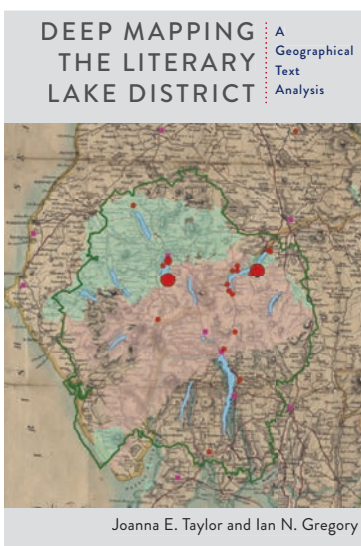 DEEP MAPPING
THE LITERARY
LAKE DISTRICT
A
Geographical
Text
Analysis
Joanna E. Taylor and Ian N. Gregory